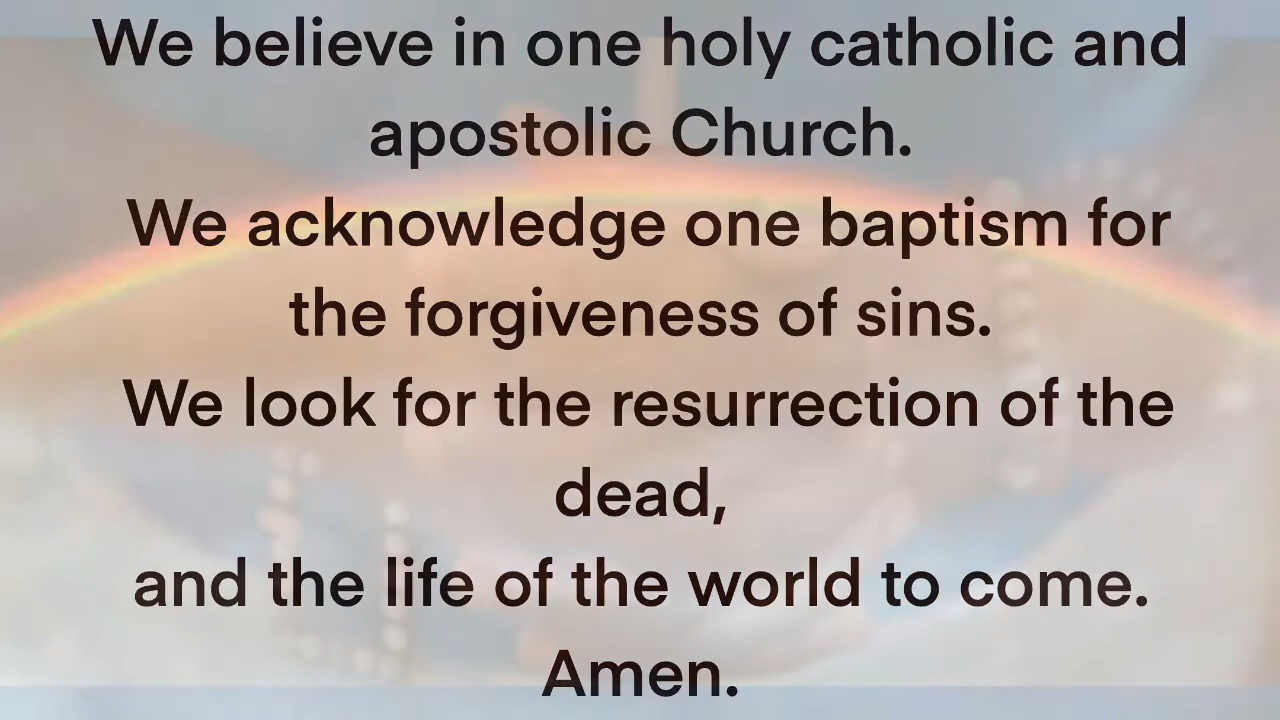 We believe in one holy catholic and
apostolic Church.
We acknowledge one baptism for
the forgiveness of sins.
We look for the resurrection of the
dead,
and the life of the world to come.
Amen.